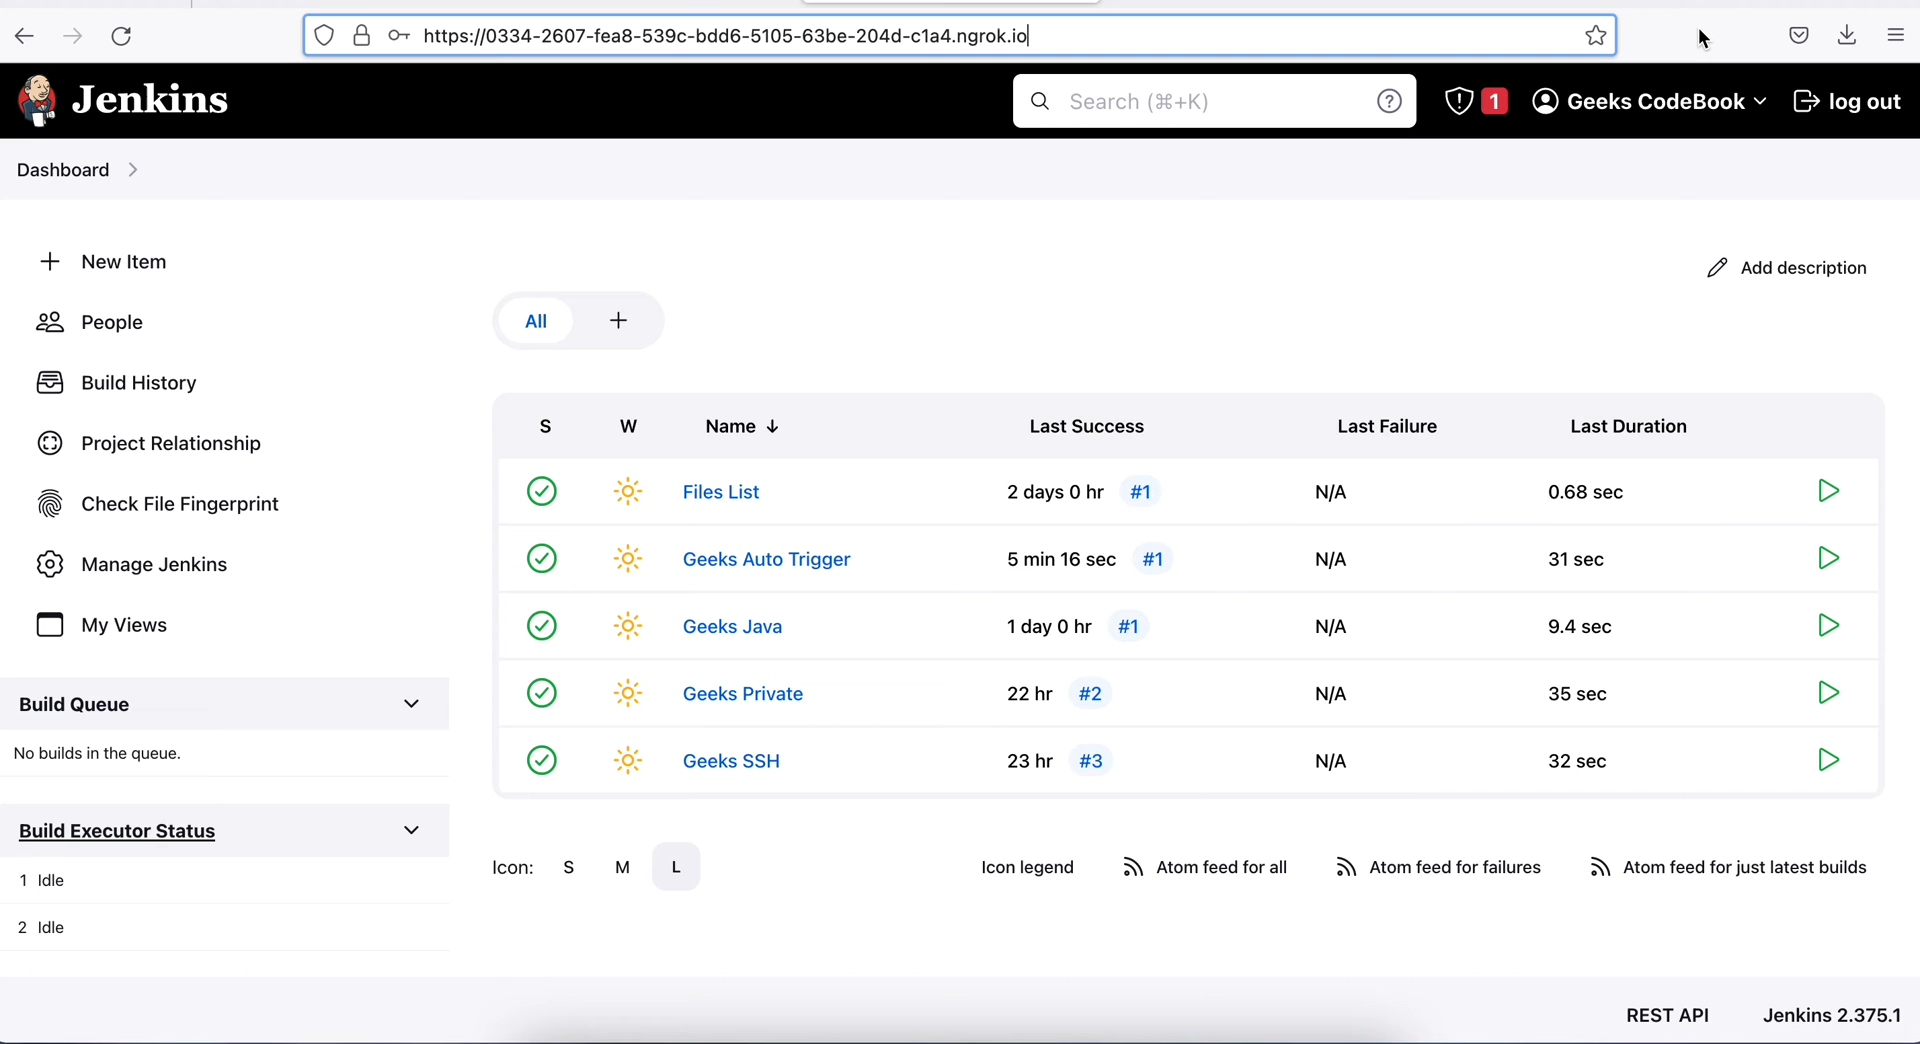 https://0334-2607-fea8-539c-bdd6-5105-63be-204d-c1a4.ngrok.io
Jenkins
Search (⌘+K)
1
Geeks CodeBook
log out
Dashboard
New Item
People
Build History
Project Relationship
Check File Fingerprint
Manage Jenkins
My Views
Build Queue
No builds in the queue.
Build Executor Status
1 Idle
2 Idle
Add description
All +
S W Name ↓ Last Success Last Failure Last Duration
Files List 2 days 0 hr #1 N/A 0.68 sec
Geeks Auto Trigger 5 min 16 sec #1 N/A 31 sec
Geeks Java 1 day 0 hr #1 N/A 9.4 sec
Geeks Private 22 hr #2 N/A 35 sec
Geeks SSH 23 hr #3 N/A 32 sec
Icon: S M L
Icon legend
Atom feed for all
Atom feed for failures
Atom feed for just latest builds
REST API
Jenkins 2.375.1